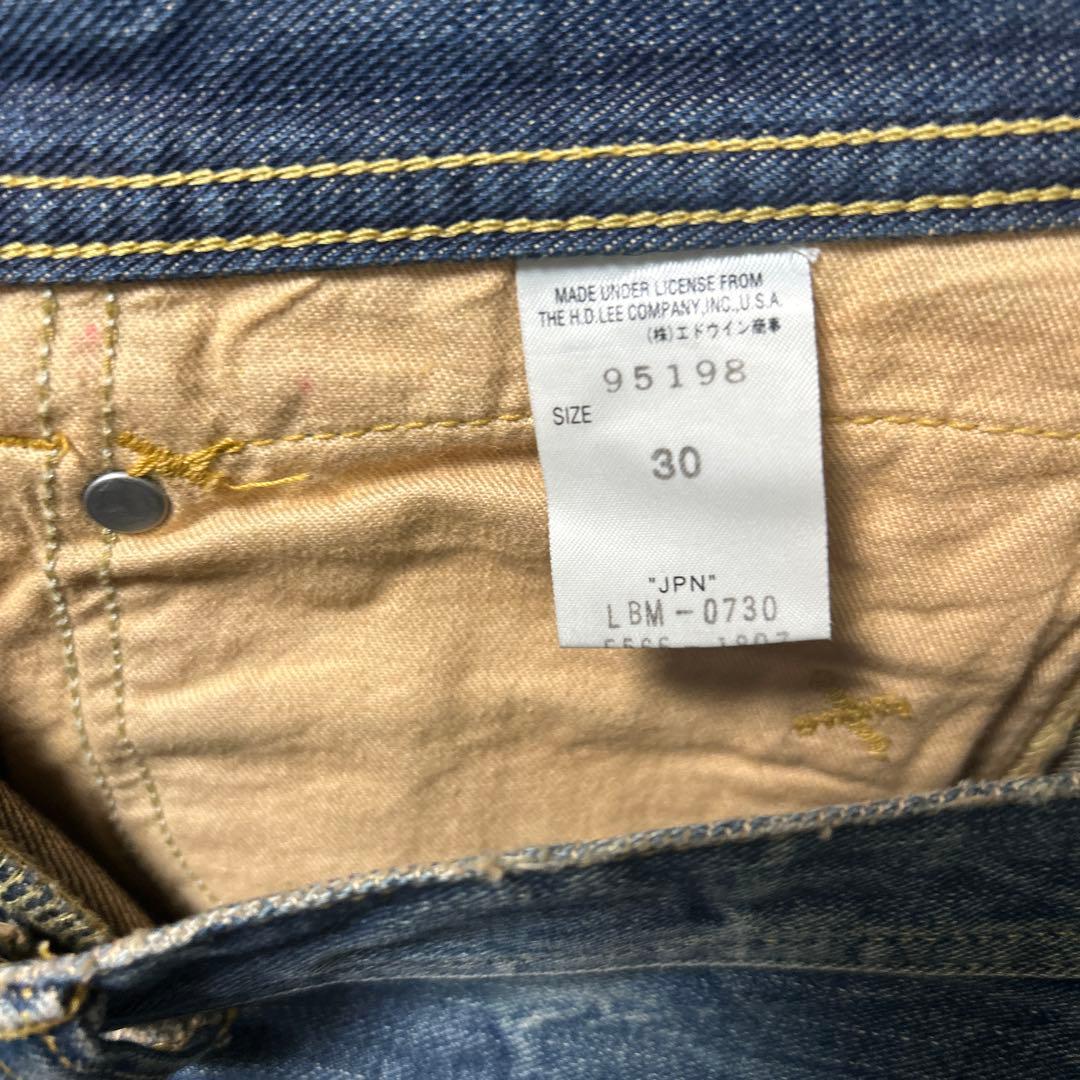 MADE UNDER LICENSE FROM
THE H.D.LEE COMPANY,INC.,U.S.A.
(株)エドウイン商事
95198
SIZE
30
"JPN"
LBM-0730